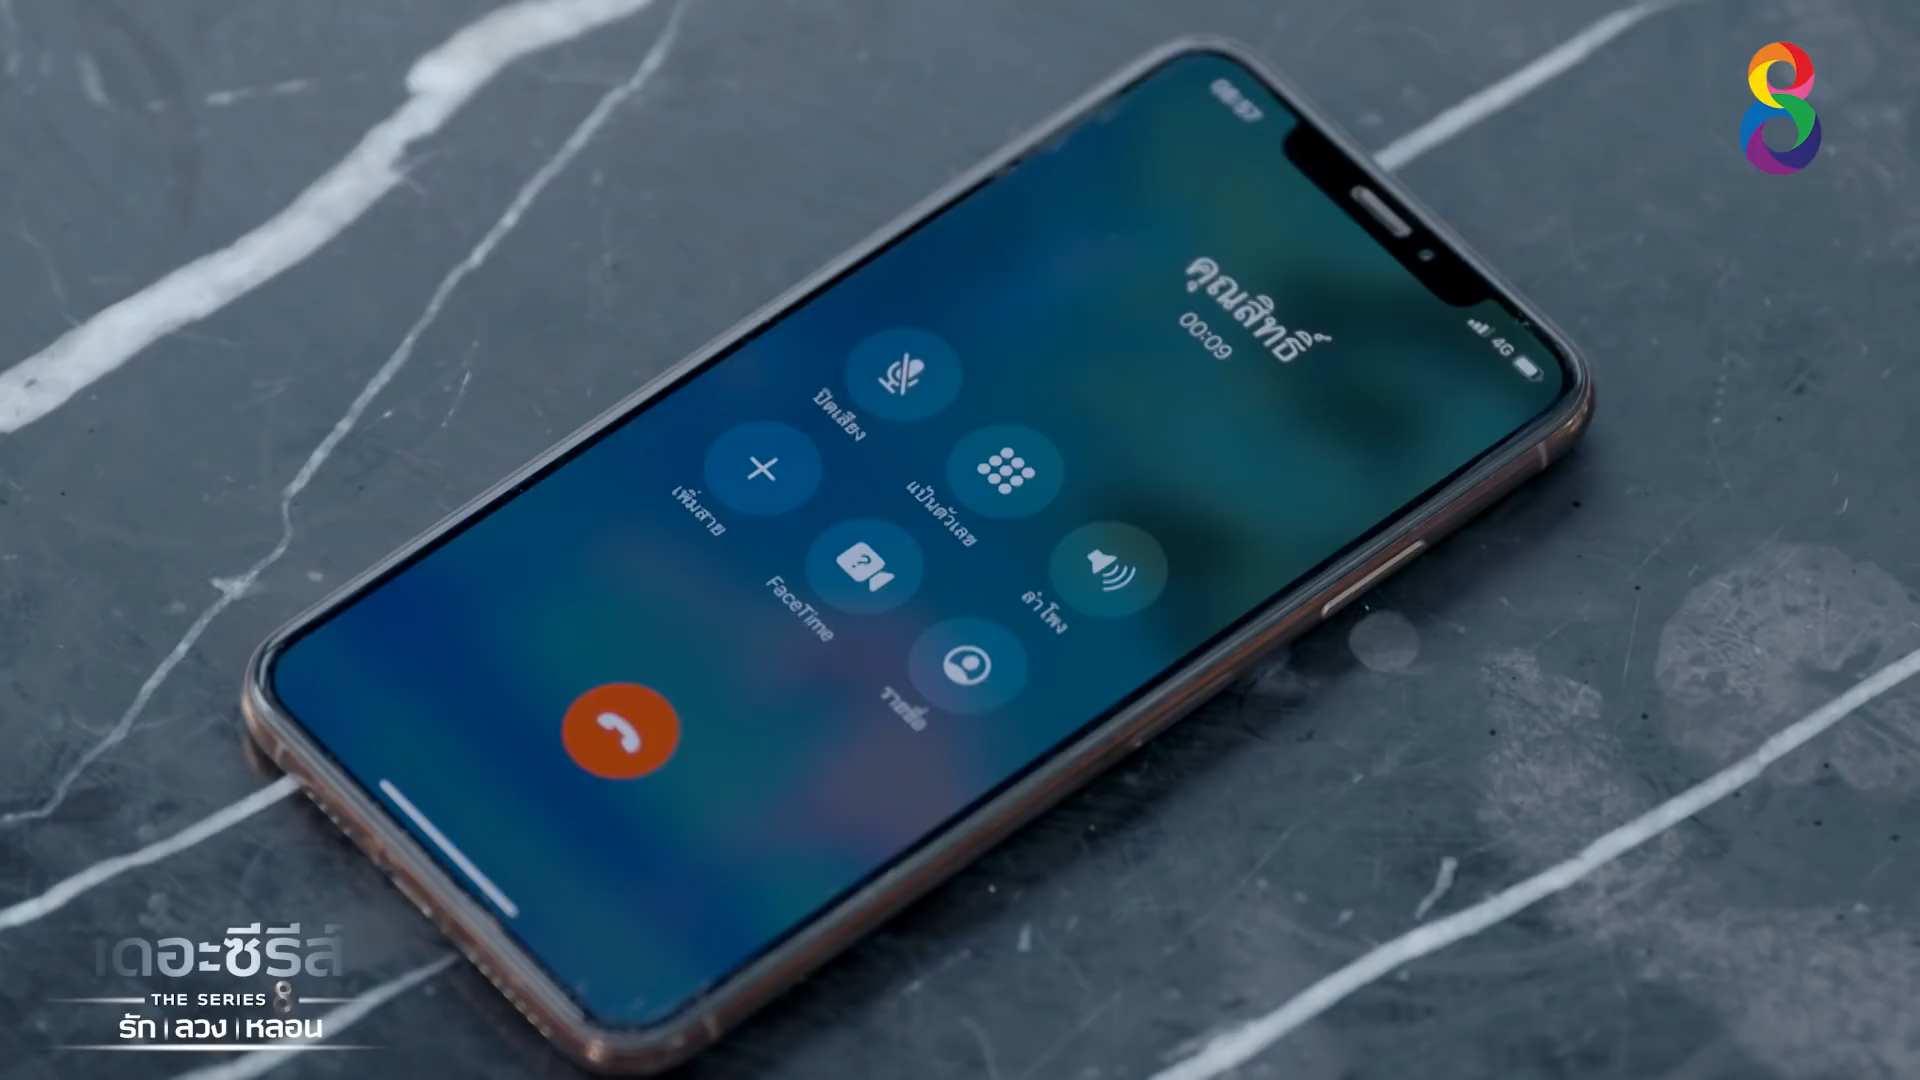 คุณสิทธิ์
00:09
4G
ปิดเสียง
แป้นตัวเลข
ลำโพง
เพิ่มสาย
FaceTime
รายชื่อ
เดอะซีรีส์
THE SERIES 8
รัก | ลวง | หลอน
8